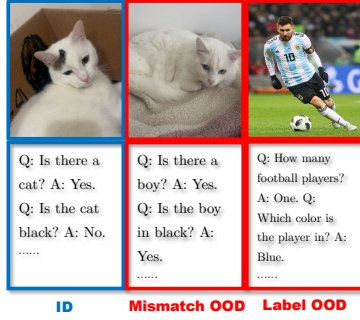 10
Q: Is there a
cat? A: Yes.
Q: Is the cat
black? A: No.
......
Q: Is there a
boy? A: Yes.
Q: Is the boy
in black? A:
Yes.
......
Q: How many
football players?
A: One. Q:
Which color is
the player in? A:
Blue.
......
ID
Mismatch OOD
Label OOD